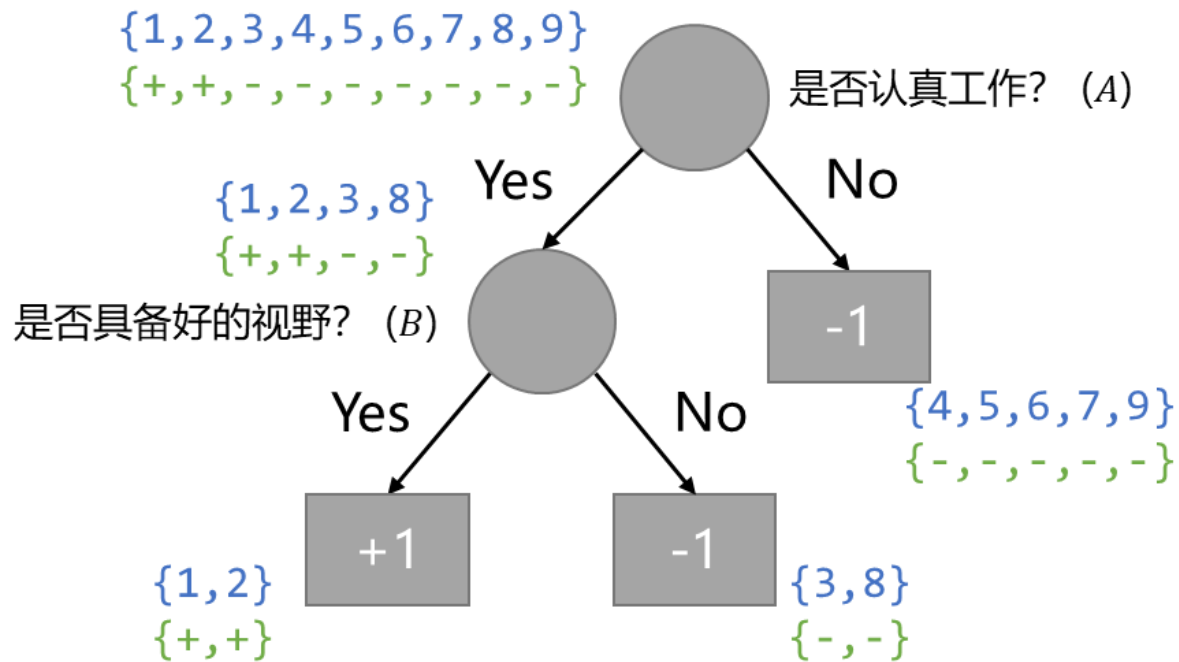 {1,2,3,4,5,6,7,8,9}
{+,+,-,-,-,-,-,-,-}
是否认真工作？ (A)
Yes
No
{1,2,3,8}
{+,+,-,-}
是否具备好的视野？ (B)
-1
{4,5,6,7,9}
{-,-,-,-,-}
Yes
No
+1
-1
{1,2}
{+,+}
{3,8}
{-,-}